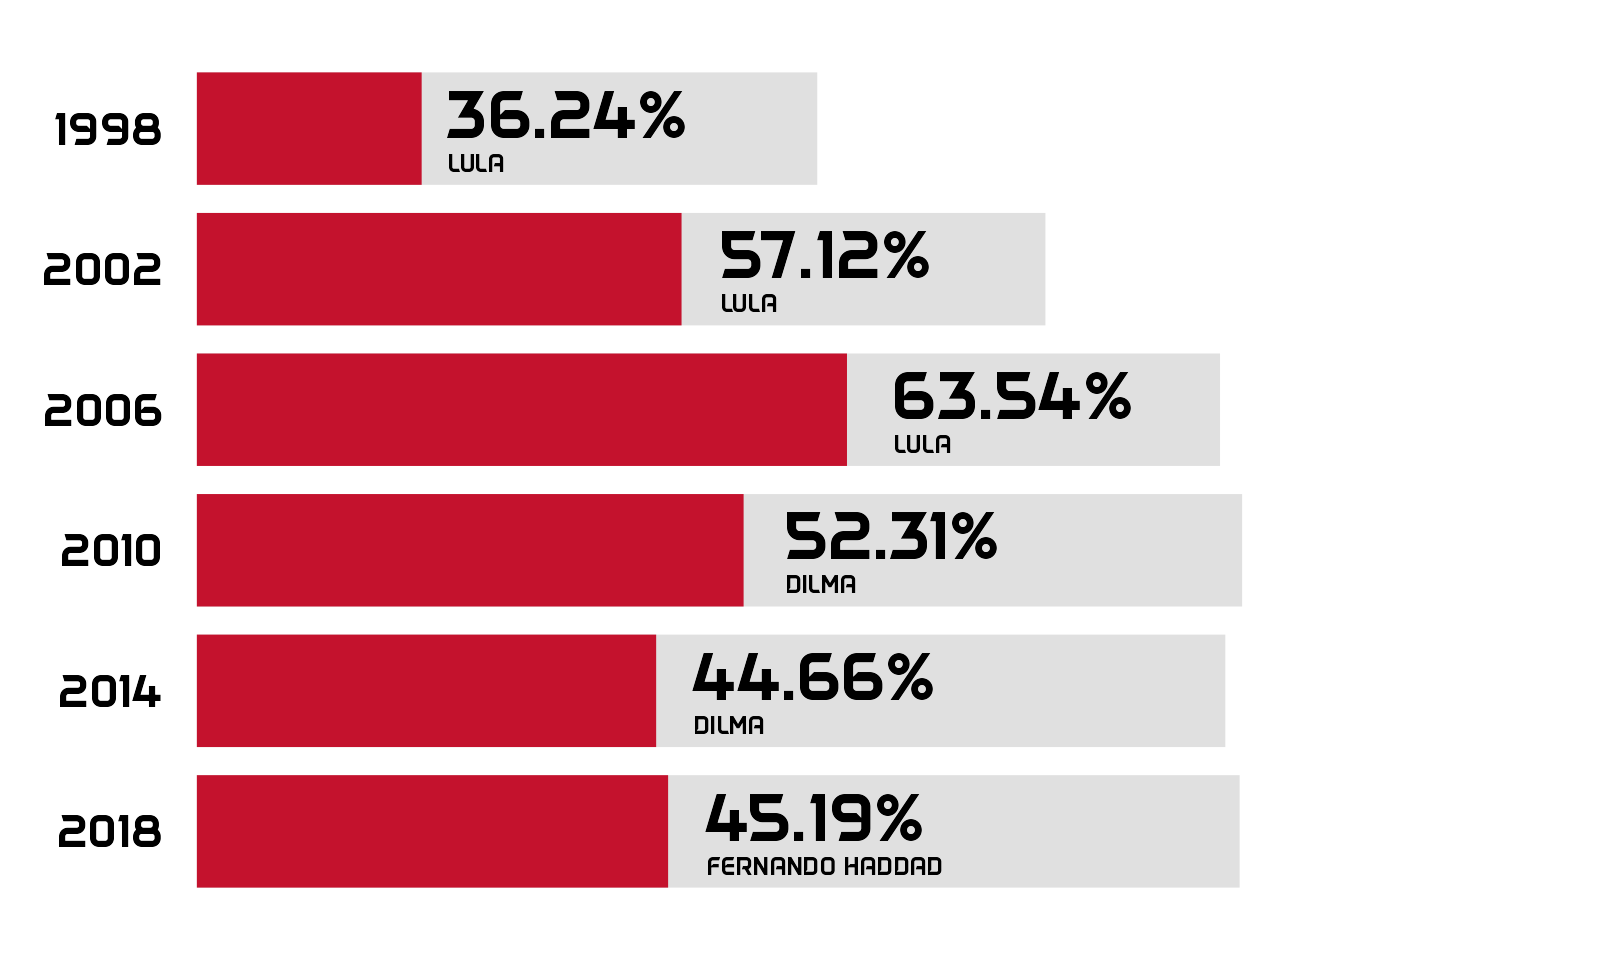 1998
36.24%
LULA
2002
57.12%
LULA
2006
63.54%
LULA
2010
52.31%
DILMA
2014
44.66%
DILMA
2018
45.19%
FERNANDO HADDAD